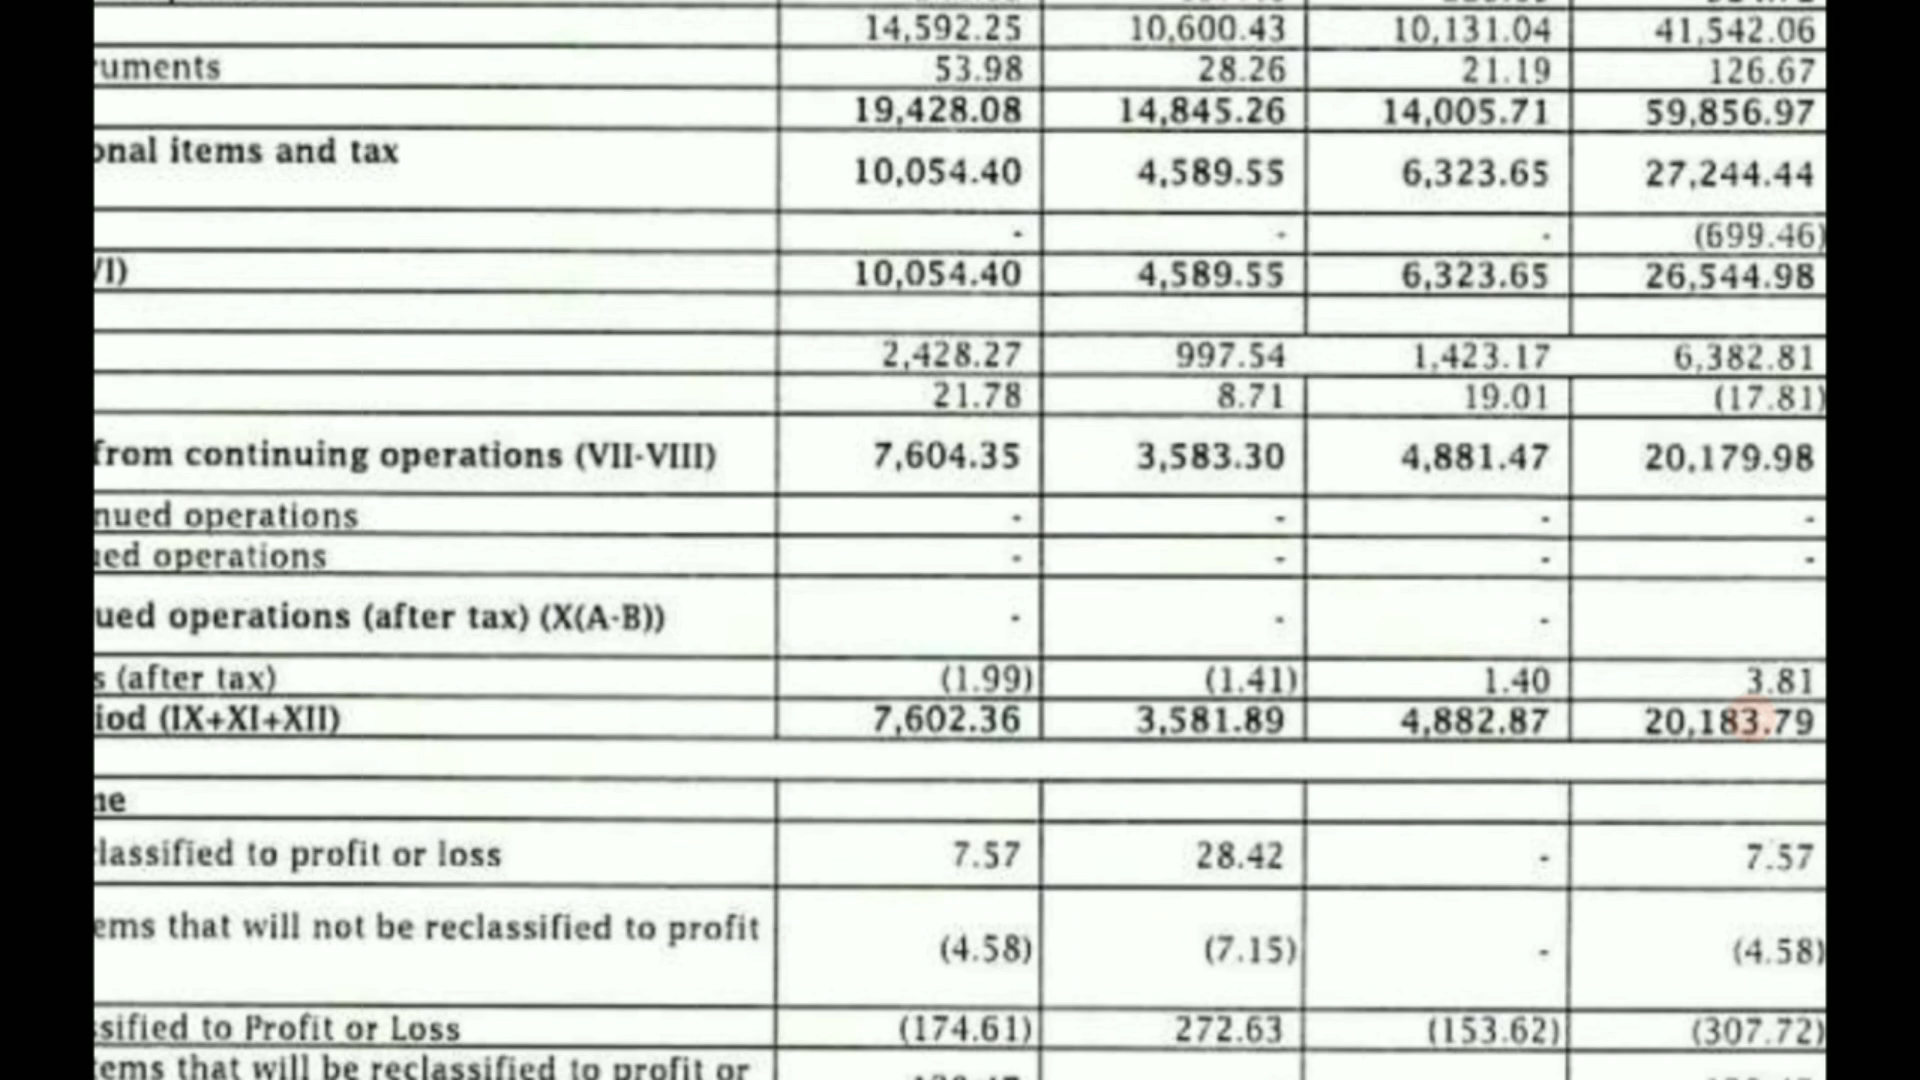 14,592.25 10,600.43 10,131.04 41,542.06
ruments 53.98 28.26 21.19 126.67
19,428.08 14,845.26 14,005.71 59,856.97
onal items and tax
10,054.40 4,589.55 6,323.65 27,244.44
- - - (699.46)
/I) 10,054.40 4,589.55 6,323.65 26,544.98
2,428.27 997.54 1,423.17 6,382.81
21.78 8.71 19.01 (17.81)
from continuing operations (VII-VIII) 7,604.35 3,583.30 4,881.47 20,179.98
nued operations - - - -
ued operations - - - -
ued operations (after tax) (X(A-B)) - - -
s (after tax) (1.99) (1.41) 1.40 3.81
iod (IX+XI+XII) 7,602.36 3,581.89 4,882.87 20,183.79
ne
lassified to profit or loss 7.57 28.42 - 7.57
ems that will not be reclassified to profit
(4.58) (7.15) - (4.58)
ssified to Profit or Loss (174.61) 272.63 (153.62) (307.72)
ems that will be reclassified to profit or